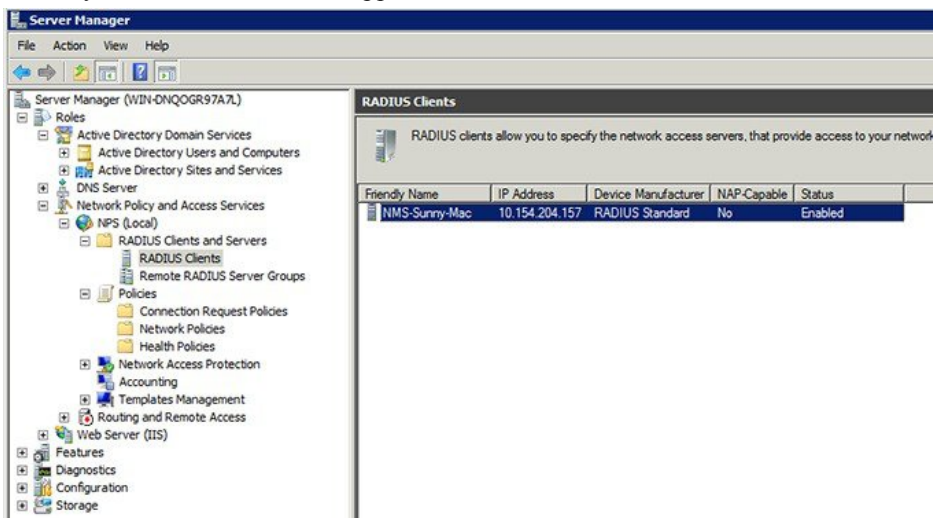 Server Manager
File Action View Help
Server Manager (WIN-DNQOGR97A7L)
Roles
Active Directory Domain Services
Active Directory Users and Computers
Active Directory Sites and Services
DNS Server
Network Policy and Access Services
NPS (Local)
RADIUS Clients and Servers
RADIUS Clients
Remote RADIUS Server Groups
Policies
Connection Request Policies
Network Policies
Health Policies
Network Access Protection
Accounting
Templates Management
Routing and Remote Access
Web Server (IIS)
Features
Diagnostics
Configuration
Storage
RADIUS Clients
RADIUS clients allow you to specify the network access servers, that provide access to your network
Friendly Name IP Address Device Manufacturer NAP-Capable Status
NMS-Sunny-Mac 10.154.204.157 RADIUS Standard No Enabled